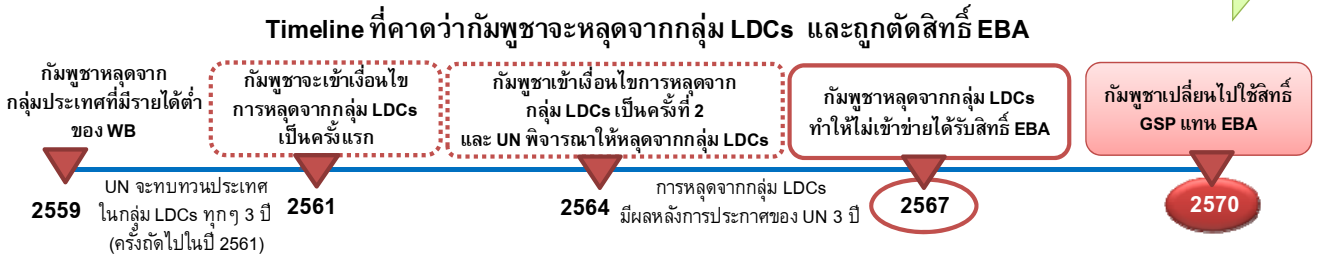 Timeline ที่คาดว่ากัมพูชาจะหลุดจากกลุ่ม LDCs และถูกตัดสิทธิ์ EBA
กัมพูชาหลุดจาก
กลุ่มประเทศที่มีรายได้ต่ำ
ของ WB
กัมพูชาจะเข้าเงื่อนไข
การหลุดจากกลุ่ม LDCs
เป็นครั้งแรก
กัมพูชาเข้าเงื่อนไขการหลุดจาก
กลุ่ม LDCs เป็นครั้งที่ 2
และ UN พิจารณาให้หลุดจากกลุ่ม LDCs
กัมพูชาหลุดจากกลุ่ม LDCs
ทำให้ไม่เข้าข่ายได้รับสิทธิ์ EBA
กัมพูชาเปลี่ยนไปใช้สิทธิ์
GSP แทน EBA
2559
UN จะทบทวนประเทศ
ในกลุ่ม LDCs ทุกๆ 3 ปี
(ครั้งถัดไปในปี 2561)
2561
2564
การหลุดจากกลุ่ม LDCs
มีผลหลังการประกาศของ UN 3 ปี
2567
2570